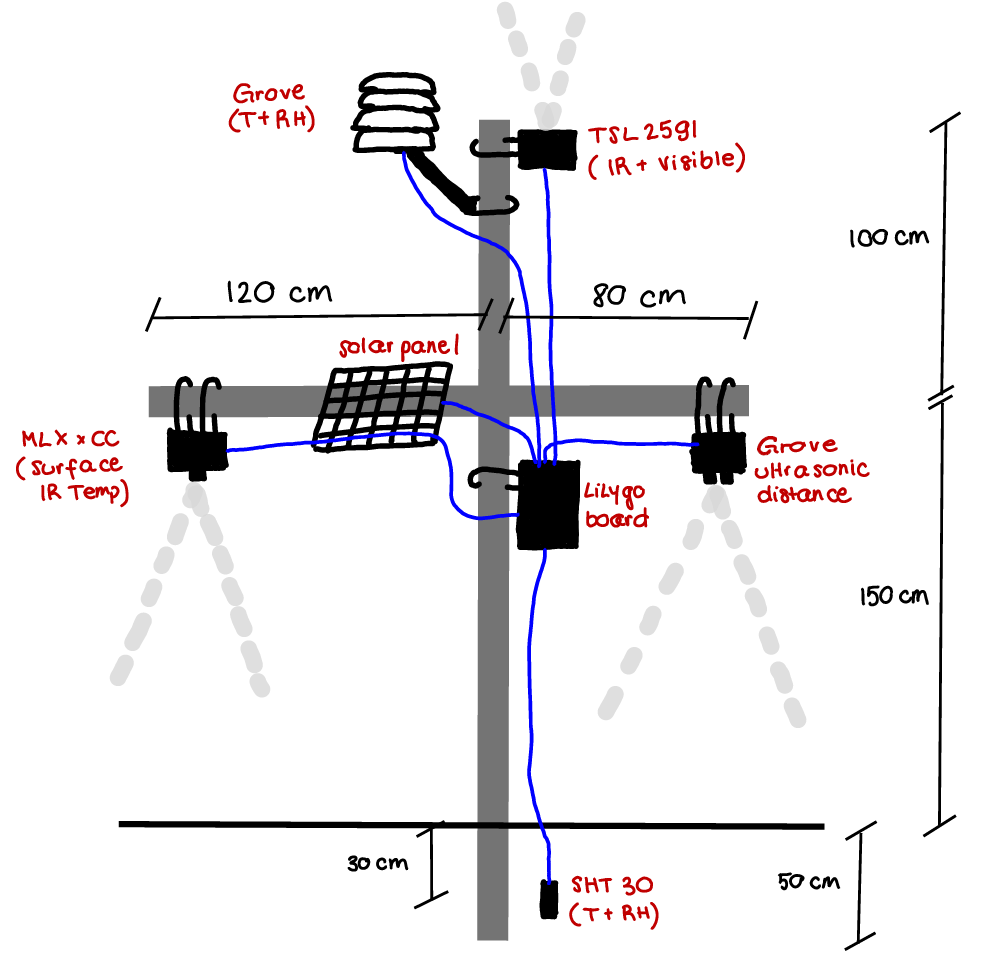 Grove
(T+RH)
TSL 2591
(IR + Visible)
100 cm
120 cm
80 cm
solar panel
MLX x CC
(Surface
IR Temp)
Grove
ultrasonic
distance
LiLygo
board
150 cm
30 cm
SHT 30
(T+RH)
50 cm